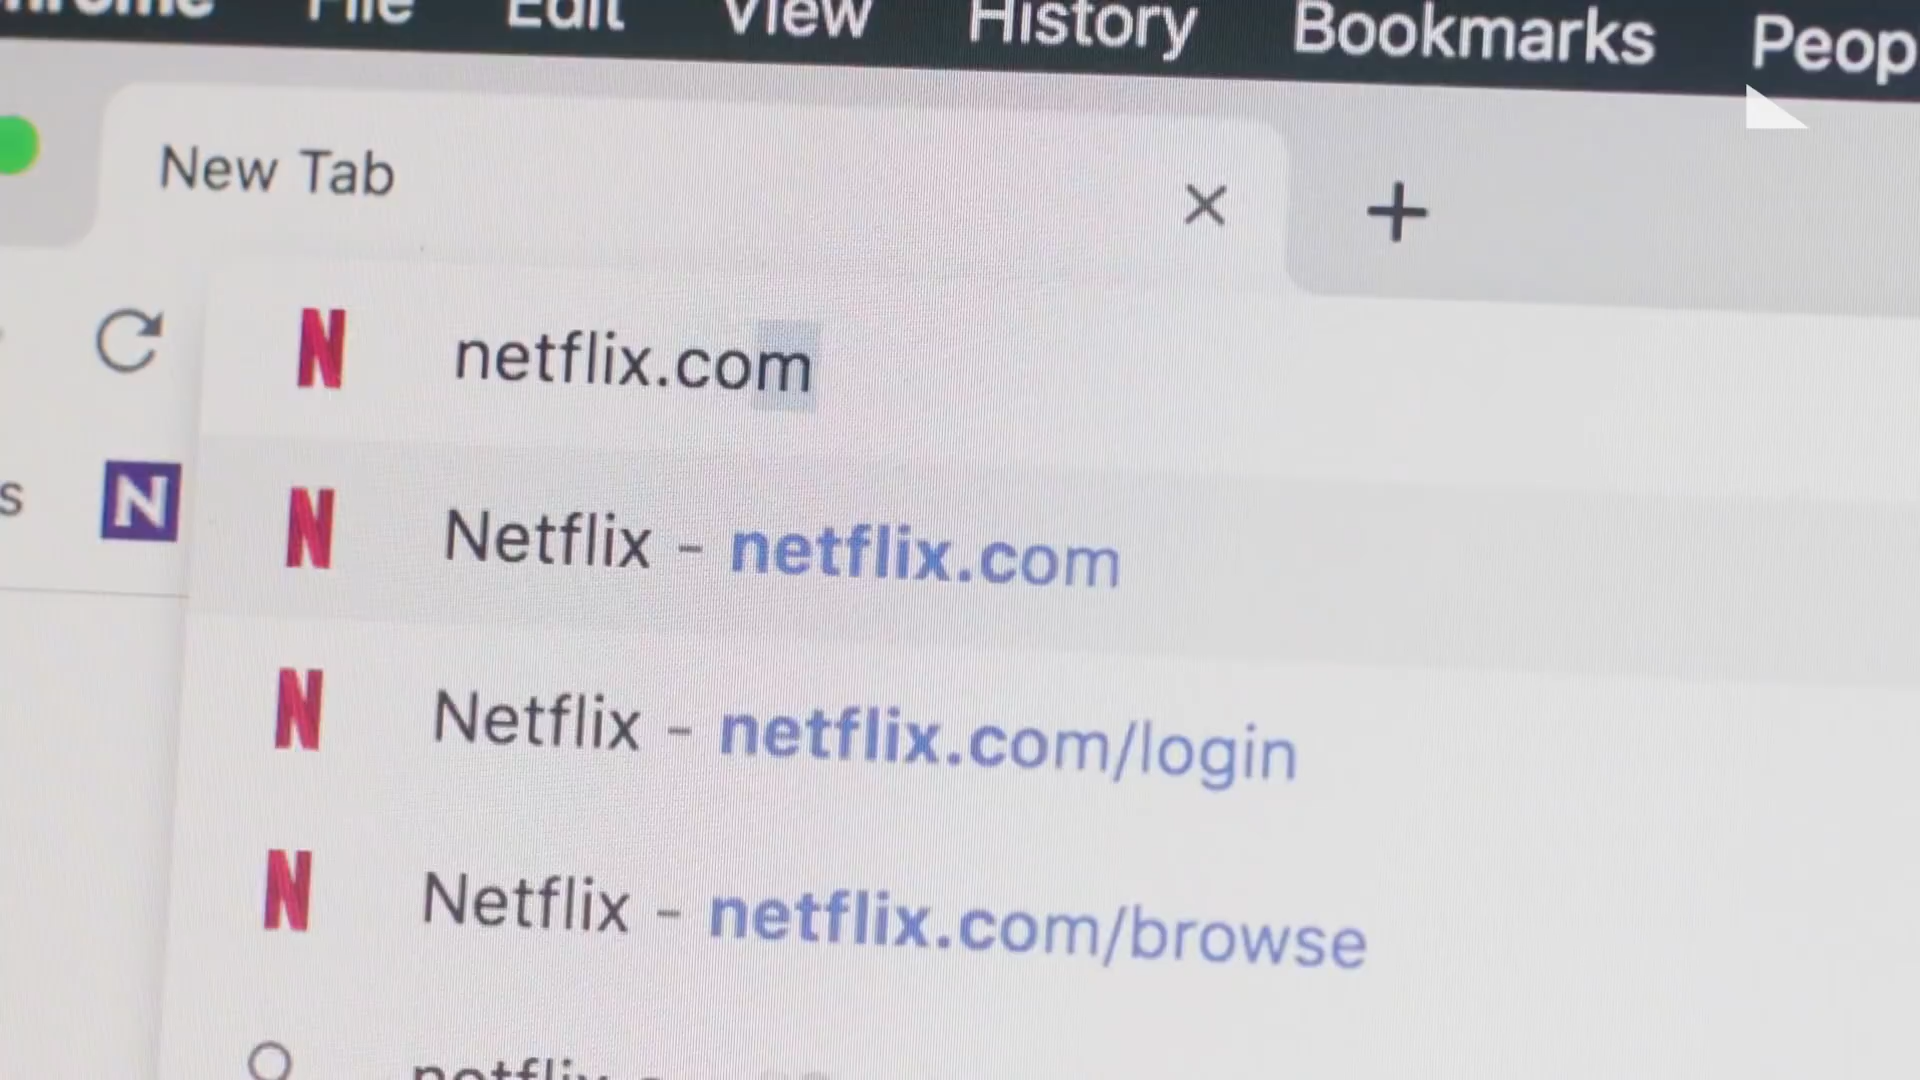 File Edit View History Bookmarks
New Tab
netflix.com
Netflix - netflix.com
Netflix - netflix.com/login
Netflix - netflix.com/browse